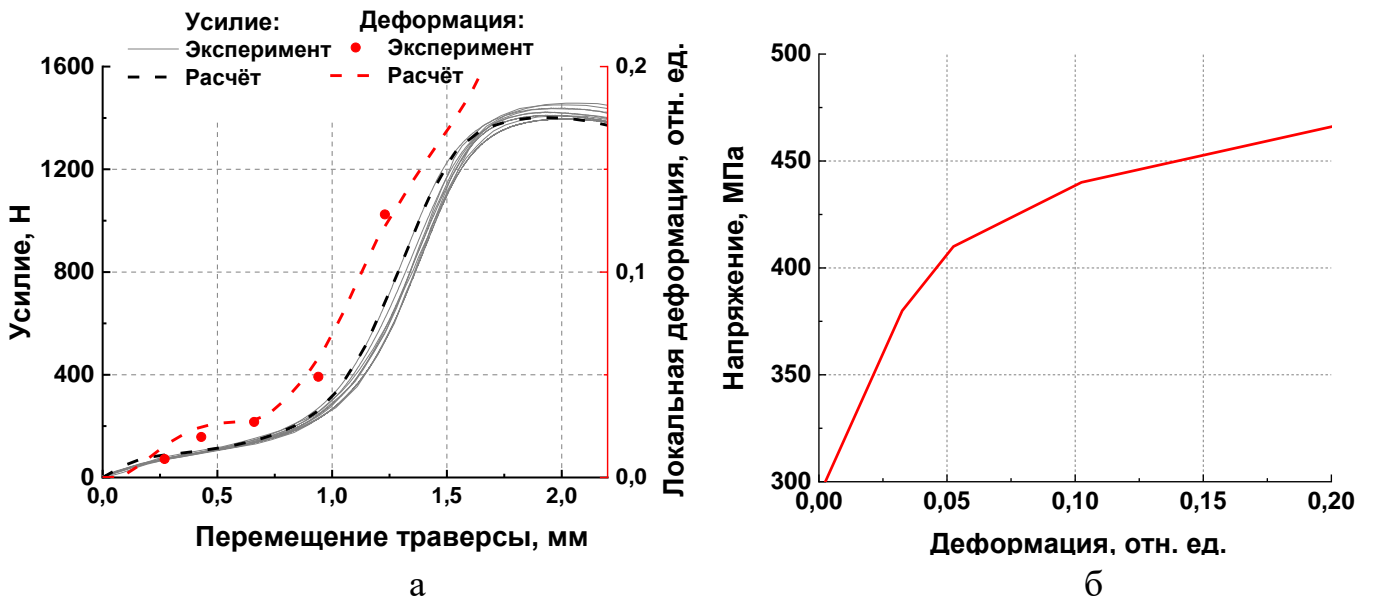 Усилие:
Эксперимент
Расчёт
Деформация:
Эксперимент
Расчёт
1600
1200
800
400
0
Усилие, Н
0,0
0,5
1,0
1,5
2,0
Перемещение траверсы, мм
0,2
0,1
0,0
Локальная деформация, отн. ед.
а
500
450
400
350
300
Напряжение, МПа
0,00
0,05
0,10
0,15
0,20
Деформация, отн. ед.
б